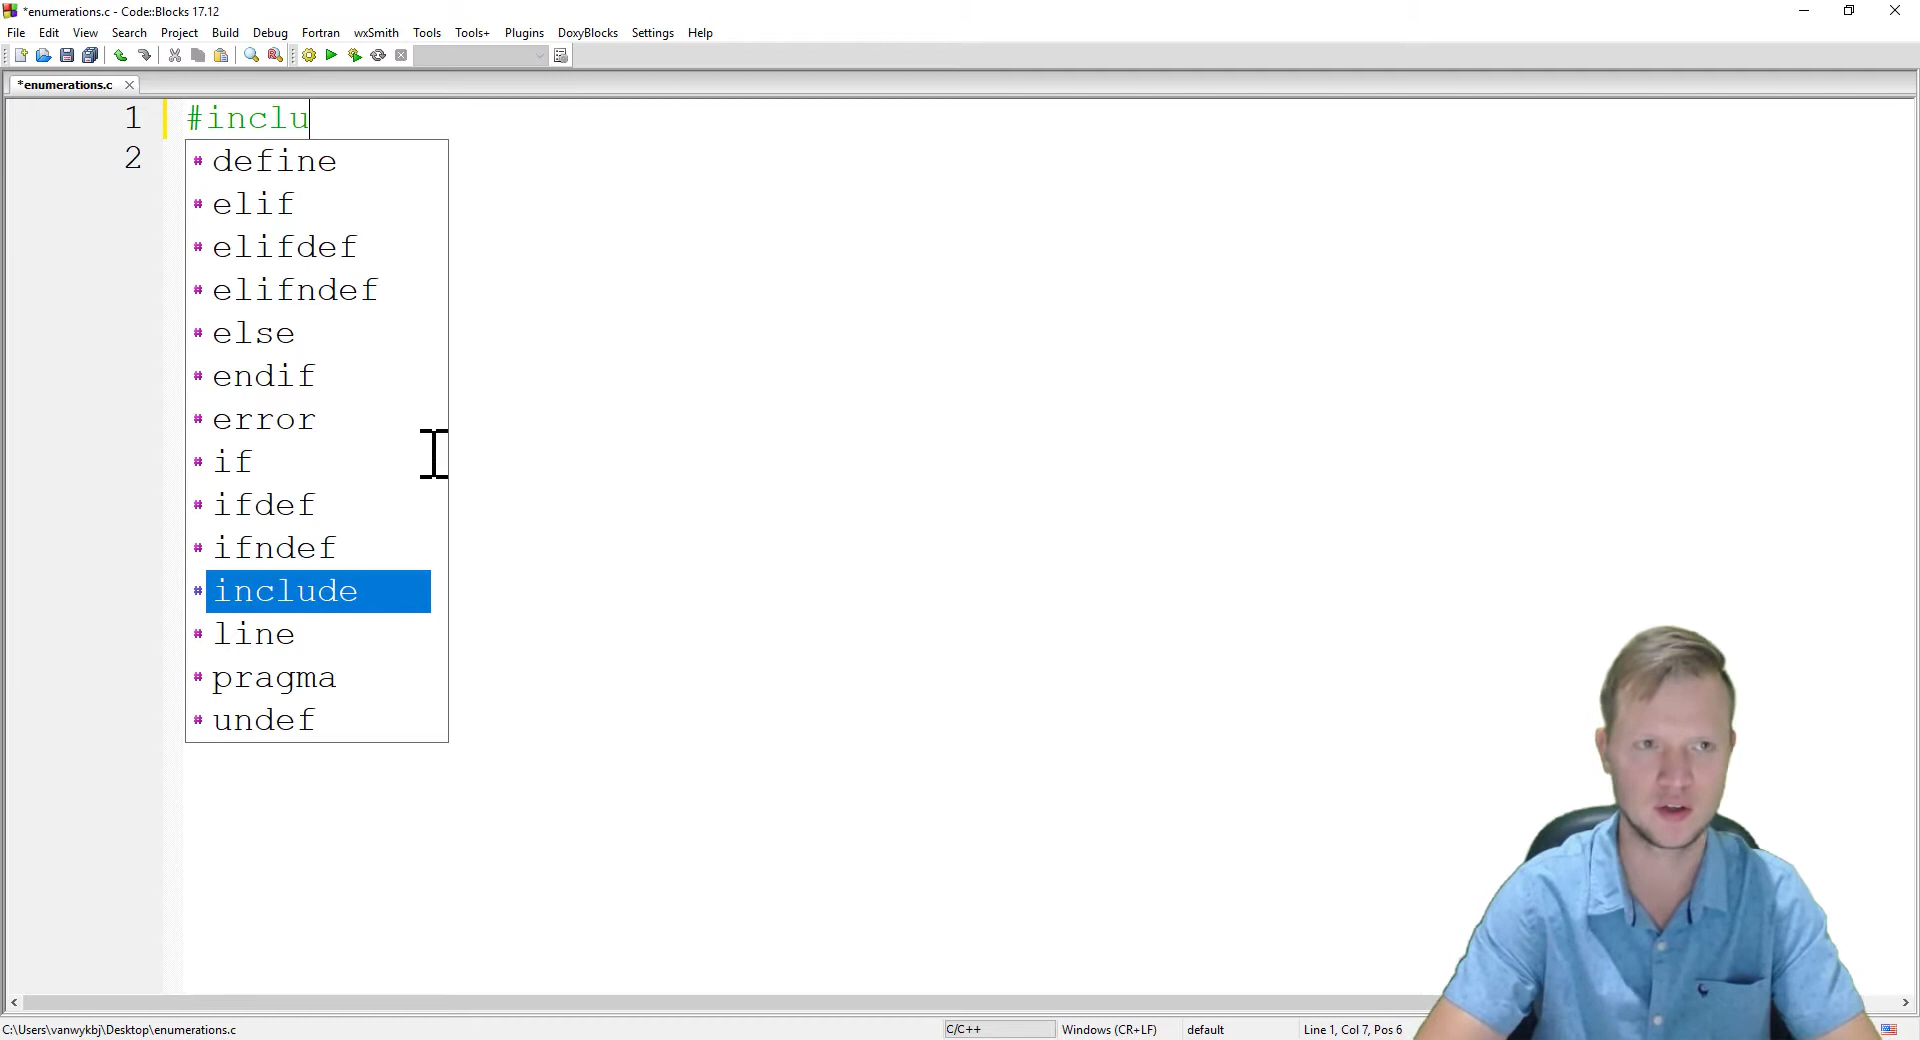 *enumerations.c - Code::Blocks 17.12
File Edit View Search Project Build Debug Fortran wxSmith Tools Tools+ Plugins DoxyBlocks Settings Help
*enumerations.c
1 #inclu
2
# define
# elif
# elifdef
# elifndef
# else
# endif
# error
# if
# ifdef
# ifndef
# include
# line
# pragma
# undef
C:\Users\vanwykbj\Desktop\enumerations.c C/C++ Windows (CR+LF) default Line 1, Col 7, Pos 6